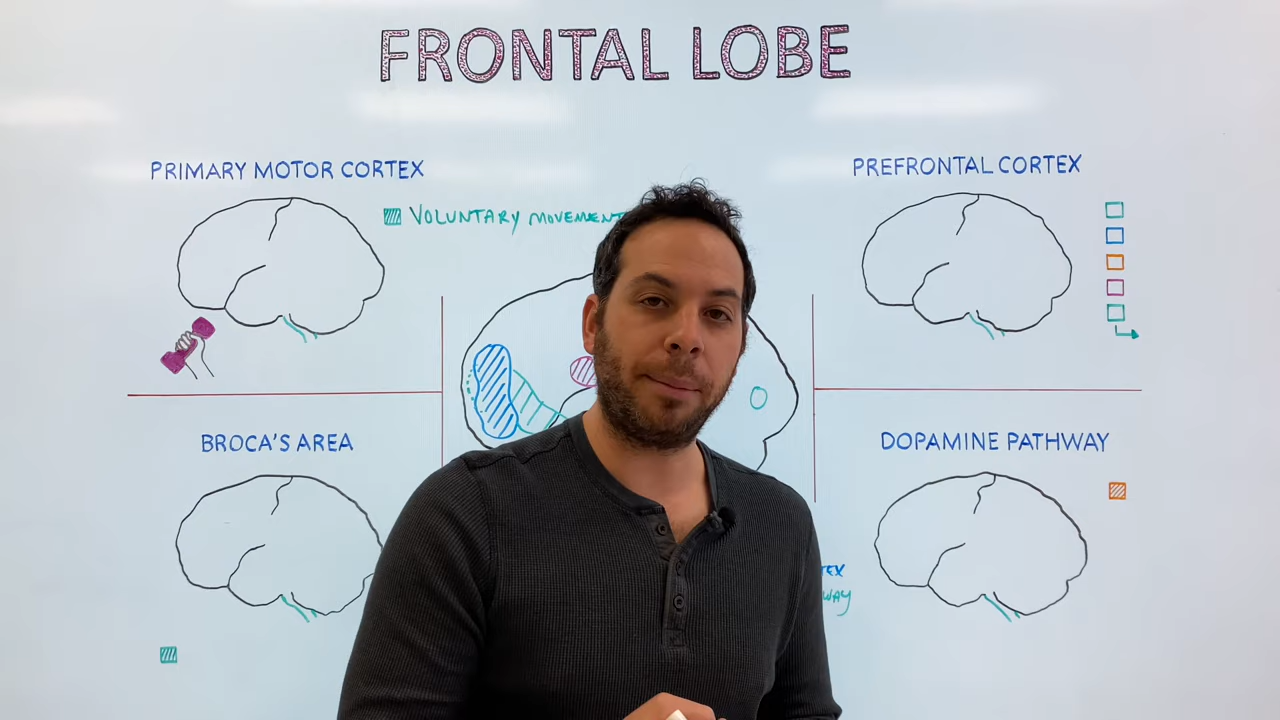 FRONTAL LOBE
PRIMARY MOTOR CORTEX
VOLUNTARY MOVEMENT
PREFRONTAL CORTEX
BROCA'S AREA
DOPAMINE PATHWAY